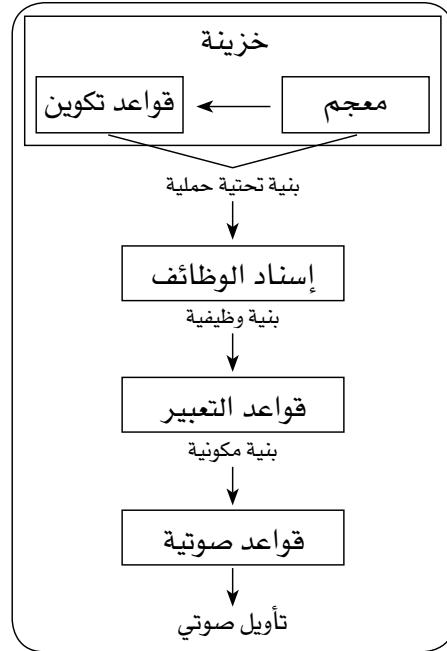 خزينة
معجم
قواعد تكوين
بنية تحتية حملية
إسناد الوظائف
بنية وظيفية
قواعد التعبير
بنية مكونية
قواعد صوتية
تأويل صوتي